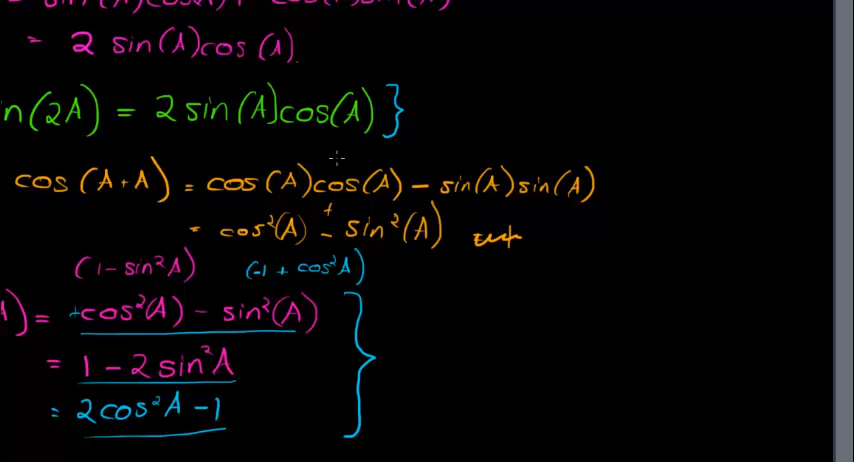 = 2 sin(A)cos(A).
n(2A) = 2 sin(A)cos(A) }
cos(A+A) = cos(A)cos(A) - sin(A)sin(A)
= cos²(A) - sin²(A)
(1 - sin²A) (-1 + cos²A)
) = +cos²(A) - sin²(A)
= 1 - 2 sin²A
= 2cos²A - 1